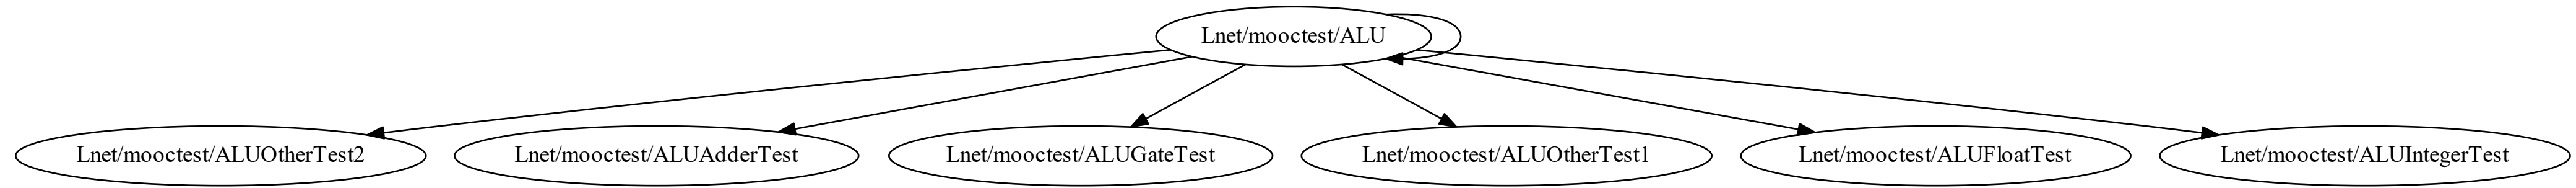 Lnet/mooctest/ALU
Lnet/mooctest/ALUOtherTest2
Lnet/mooctest/ALUAdderTest
Lnet/mooctest/ALUGateTest
Lnet/mooctest/ALUOtherTest1
Lnet/mooctest/ALUFloatTest
Lnet/mooctest/ALUIntegerTest